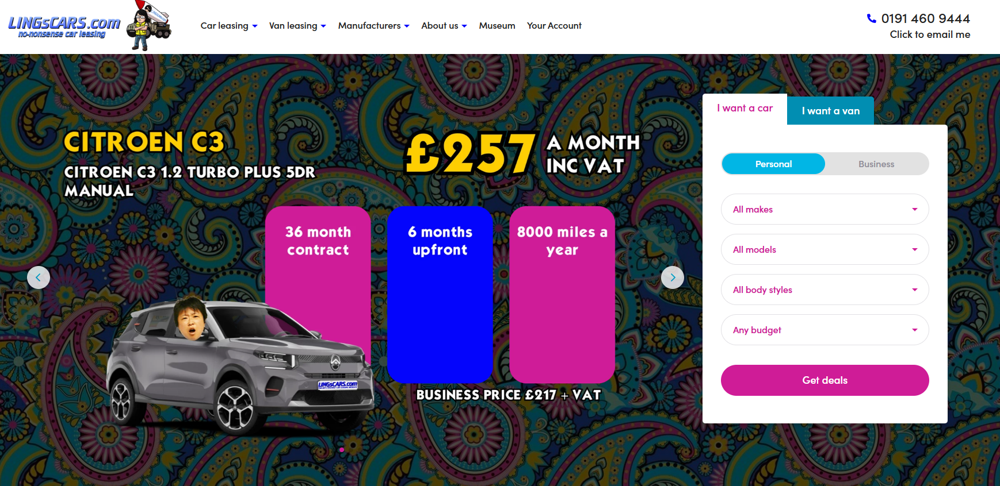 LINGsCARS.com
no-nonsense car leasing
Car leasing
Van leasing
Manufacturers
About us
Museum
Your Account
0191 460 9444
Click to email me
CITROEN C3
CITROEN C3 1.2 TURBO PLUS 5DR
MANUAL
£257
A MONTH
INC VAT
36 month
contract
6 months
upfront
8000 miles a
year
LINGsCARS.com
BUSINESS PRICE £217 + VAT
I want a car
I want a van
Personal
Business
All makes
All models
All body styles
Any budget
Get deals